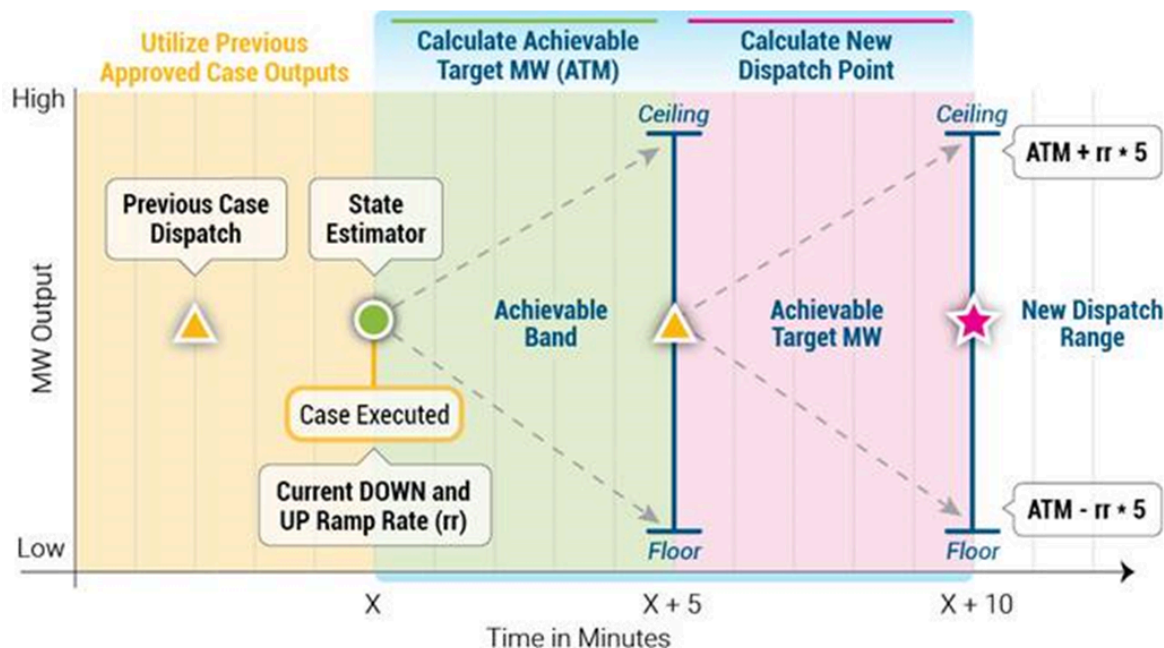 Utilize Previous
Approved Case Outputs
Calculate Achievable
Target MW (ATM)
Calculate New
Dispatch Point
High
Ceiling
Ceiling
ATM + rr * 5
Previous Case
Dispatch
State
Estimator
MW Output
Achievable
Band
Achievable
Target MW
New Dispatch
Range
Case Executed
Current DOWN and
UP Ramp Rate (rr)
ATM - rr * 5
Low
Floor
Floor
X
X + 5
X + 10
Time in Minutes